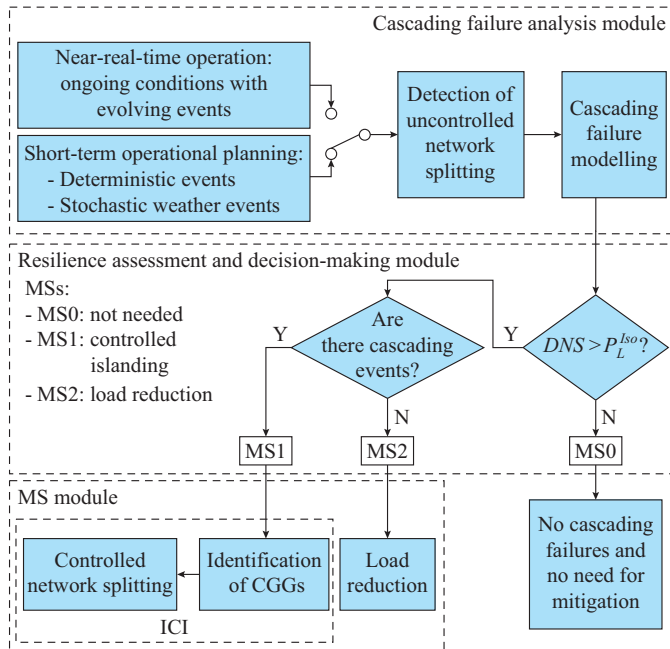 Cascading failure analysis module
Near-real-time operation:
ongoing conditions with
evolving events
Short-term operational planning:
- Deterministic events
- Stochastic weather events
Detection of
uncontrolled
network
splitting
Cascading
failure
modelling
Resilience assessment and decision-making module
MSs:
- MS0: not needed
- MS1: controlled
islanding
- MS2: load reduction
Are
there cascading
events?
Y
N
DNS > P_L^{Iso}?
Y
N
MS1
MS2
MS0
MS module
Controlled
network splitting
Identification
of CGGs
ICI
Load
reduction
No cascading
failures and
no need for
mitigation